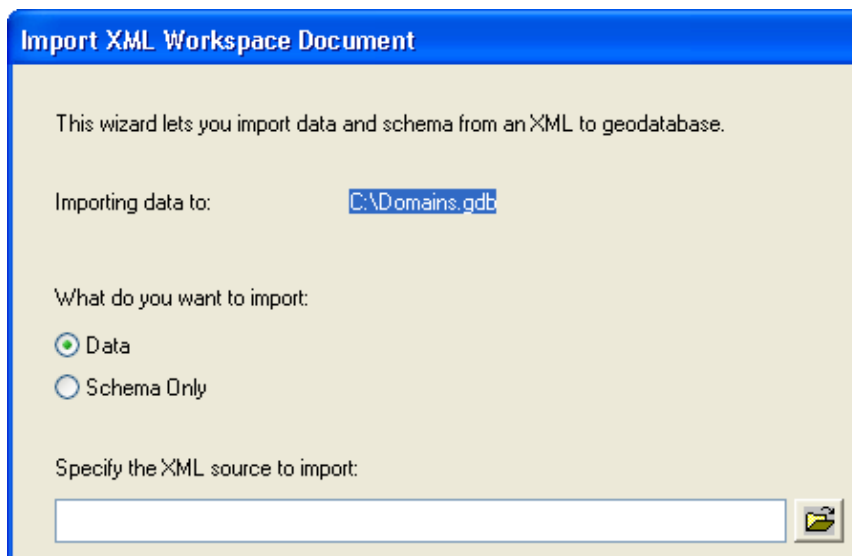 Import XML Workspace Document
This wizard lets you import data and schema from an XML to geodatabase.
Importing data to: C:\Domains.gdb
What do you want to import:
Data
Schema Only
Specify the XML source to import: